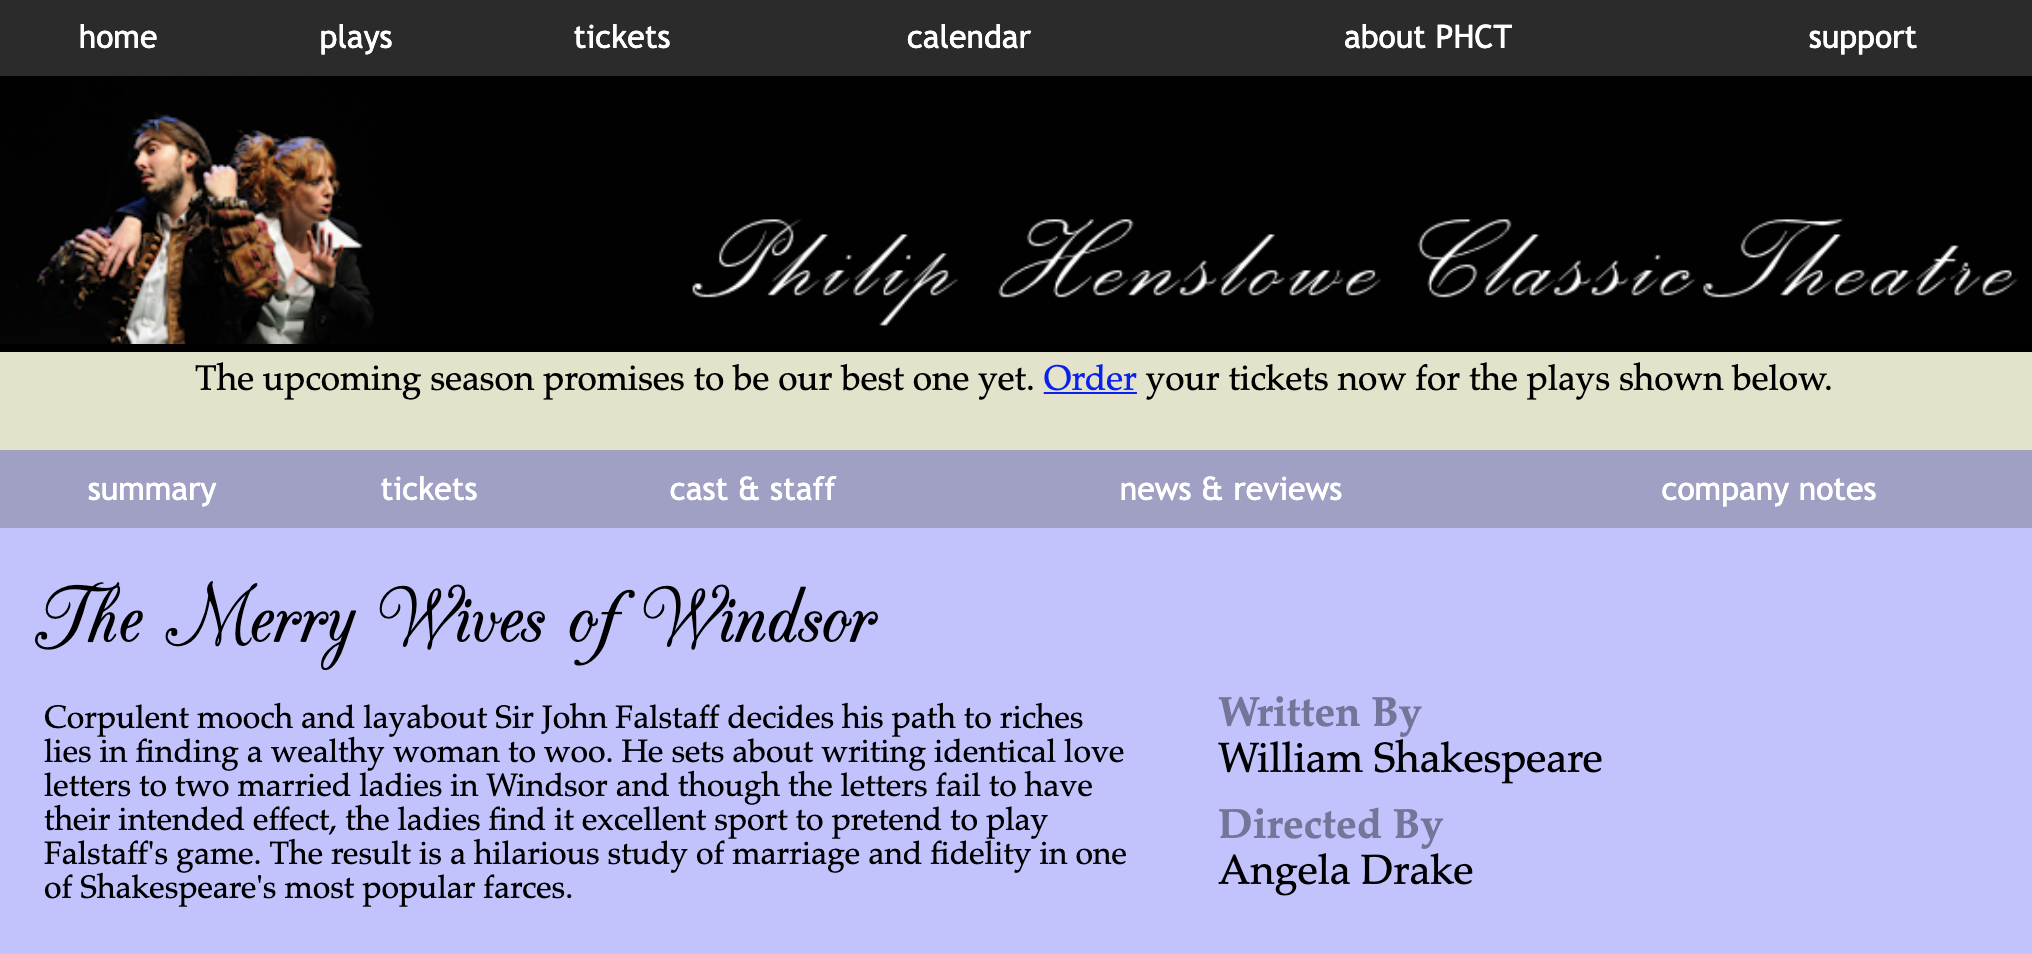 home plays tickets calendar about PHCT support
Philip Henslowe Classic Theatre
The upcoming season promises to be our best one yet. Order your tickets now for the plays shown below.
summary tickets cast & staff news & reviews company notes
The Merry Wives of Windsor
Corpulent mooch and layabout Sir John Falstaff decides his path to riches
lies in finding a wealthy woman to woo. He sets about writing identical love
letters to two married ladies in Windsor and though the letters fail to have
their intended effect, the ladies find it excellent sport to pretend to play
Falstaff's game. The result is a hilarious study of marriage and fidelity in one
of Shakespeare's most popular farces.
Written By
William Shakespeare
Directed By
Angela Drake